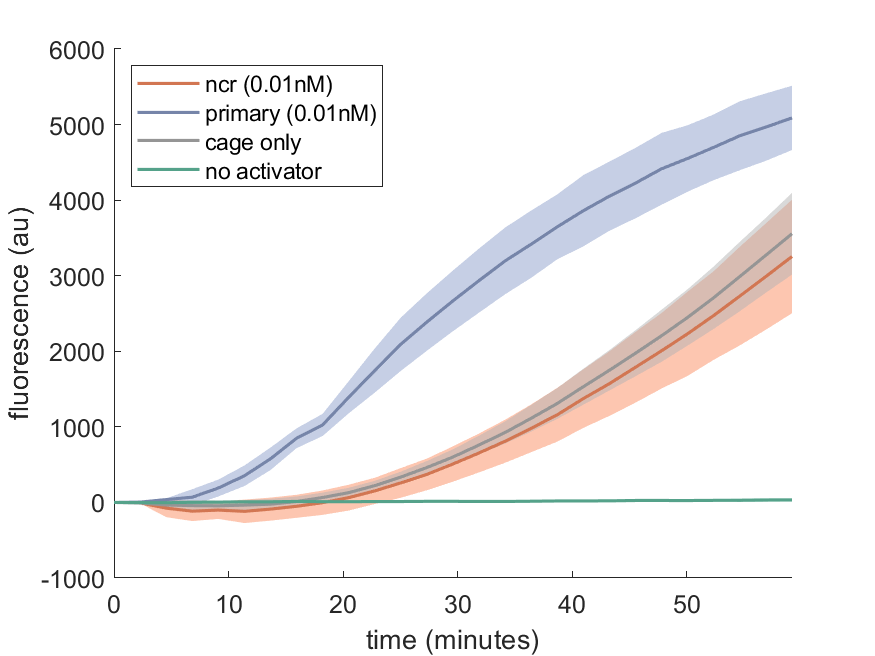 6000
5000
4000
3000
2000
1000
0
-1000
fluorescence (au)
ncr (0.01nM)
primary (0.01nM)
cage only
no activator
0 10 20 30 40 50
time (minutes)